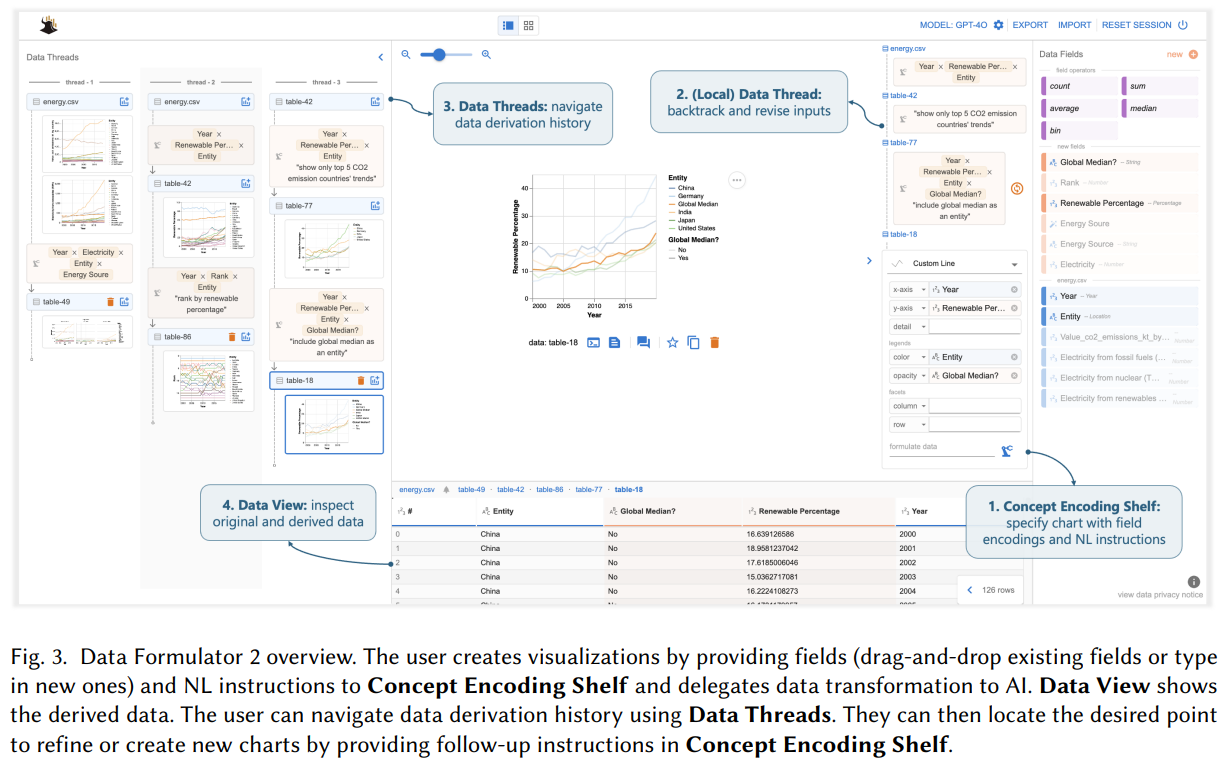 MODEL: GPT-4O
EXPORT
IMPORT
RESET SESSION
Data Threads
thread - 1
energy.csv
Year × Electricity ×
Entity ×
Energy Soure
table-49
thread - 2
energy.csv
Year ×
Renewable Per... ×
Entity
table-42
Year × Rank ×
Entity
"rank by renewable
percentage"
table-86
thread - 3
table-42
Year ×
Renewable Per... ×
Entity
"show only top 5 CO2
emission countries' trends"
table-77
Year ×
Renewable Per... ×
Entity ×
Global Median?
"include global median as
an entity"
table-18
3. Data Threads: navigate
data derivation history
2. (Local) Data Thread:
backtrack and revise inputs
Renewable Percentage
40
30
20
10
0
2000 2005 2010 2015
Year
Entity
China
Germany
Global Median
India
Japan
United States
Global Median?
No
Yes
data: table-18
energy.csv
Year × Renewable Per... ×
Entity
table-42
"show only top 5 CO2 emission
countries' trends"
table-77
Year ×
Renewable Per... ×
Entity ×
Global Median?
"include global median as
an entity"
table-18
Custom Line
x-axis Year
y-axis Renewable Per...
detail
legends
color Entity
opacity Global Median?
facets
column
row
formulate data
Data Fields
new
field operators
count
sum
average
median
bin
new fields
Global Median? – String
Rank – Number
Renewable Percentage – Percentage
Energy Soure
Energy Source – String
Electricity – Number
energy.csv
Year – Year
Entity – Location
Value_co2_emissions_kt_by... – Number
Electricity from fossil fuels (... – Number
Electricity from nuclear (T... – Number
Electricity from renewables ... – Number
4. Data View: inspect
original and derived data
1. Concept Encoding Shelf:
specify chart with field
encodings and NL instructions
energy.csv table-49 · table-42 · table-86 · table-77 · table-18
# Entity Global Median? Renewable Percentage Year
0 China No 16.639126586 2000
1 China No 18.9581237042 2001
2 China No 17.6185006046 2002
3 China No 15.0362717081 2003
4 China No 16.2224108273 2004
126 rows
view data privacy notice
Fig. 3. Data Formulator 2 overview. The user creates visualizations by providing fields (drag-and-drop existing fields or type
in new ones) and NL instructions to Concept Encoding Shelf and delegates data transformation to AI. Data View shows
the derived data. The user can navigate data derivation history using Data Threads. They can then locate the desired point
to refine or create new charts by providing follow-up instructions in Concept Encoding Shelf.